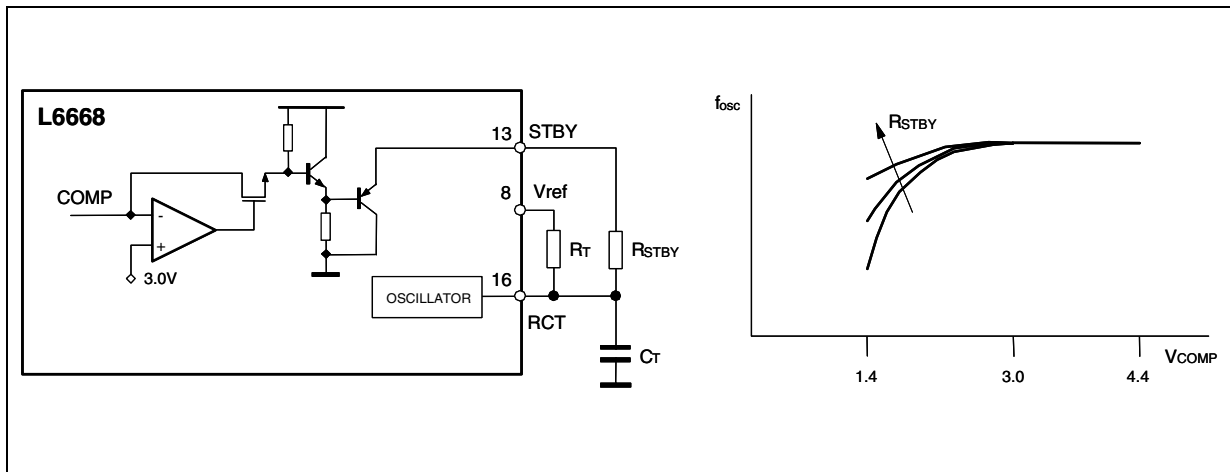 L6668
COMP
-
+
3.0V
13
STBY
8
Vref
RT
RSTBY
OSCILLATOR
16
RCT
CT
fosc
RSTBY
1.4
3.0
4.4
VCOMP